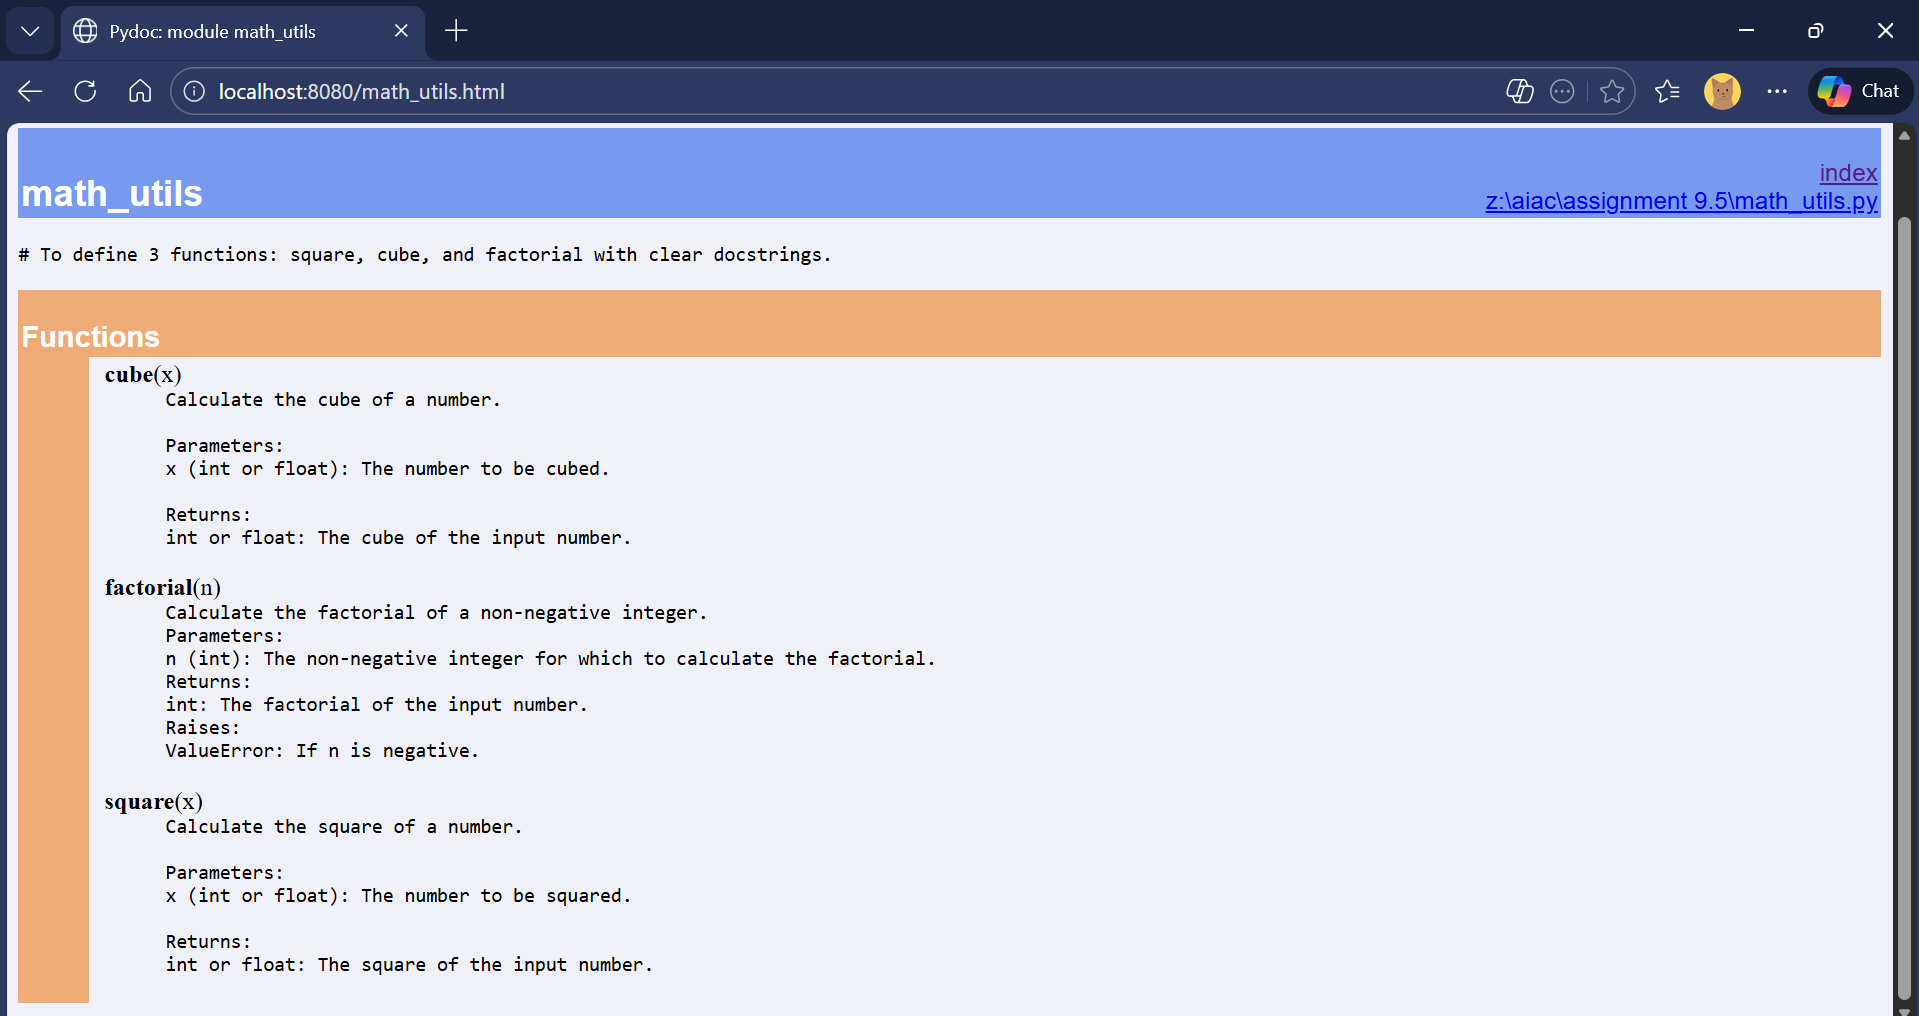 Pydoc: module math_utils
localhost:8080/math_utils.html
Chat
index
math_utils
z:\aiac\assignment 9.5\math_utils.py
# To define 3 functions: square, cube, and factorial with clear docstrings.
Functions
cube(x)
Calculate the cube of a number.
Parameters:
x (int or float): The number to be cubed.
Returns:
int or float: The cube of the input number.
factorial(n)
Calculate the factorial of a non-negative integer.
Parameters:
n (int): The non-negative integer for which to calculate the factorial.
Returns:
int: The factorial of the input number.
Raises:
ValueError: If n is negative.
square(x)
Calculate the square of a number.
Parameters:
x (int or float): The number to be squared.
Returns:
int or float: The square of the input number.